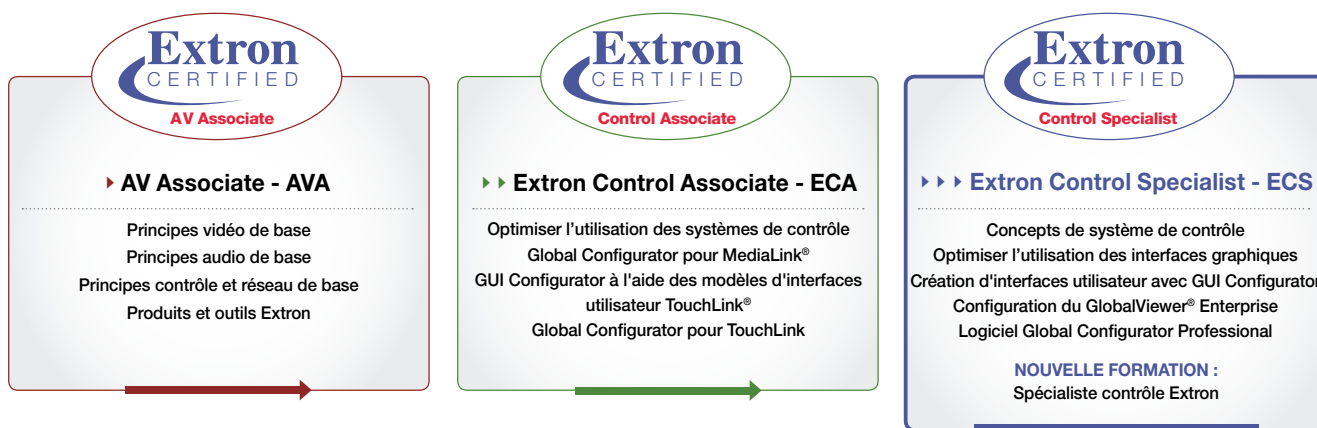 Extron
CERTIFIED
AV Associate
AV Associate - AVA
Principes vidéo de base
Principes audio de base
Principes contrôle et réseau de base
Produits et outils Extron
Extron
CERTIFIED
Control Associate
Extron Control Associate - ECA
Optimiser l'utilisation des systèmes de contrôle
Global Configurator pour MediaLink®
GUI Configurator à l'aide des modèles d'interfaces
utilisateur TouchLink®
Global Configurator pour TouchLink
Extron
CERTIFIED
Control Specialist
Extron Control Specialist - ECS
Concepts de système de contrôle
Optimiser l'utilisation des interfaces graphiques
Création d'interfaces utilisateur avec GUI Configurator
Configuration du GlobalViewer® Enterprise
Logiciel Global Configurator Professional
NOUVELLE FORMATION :
Spécialiste contrôle Extron